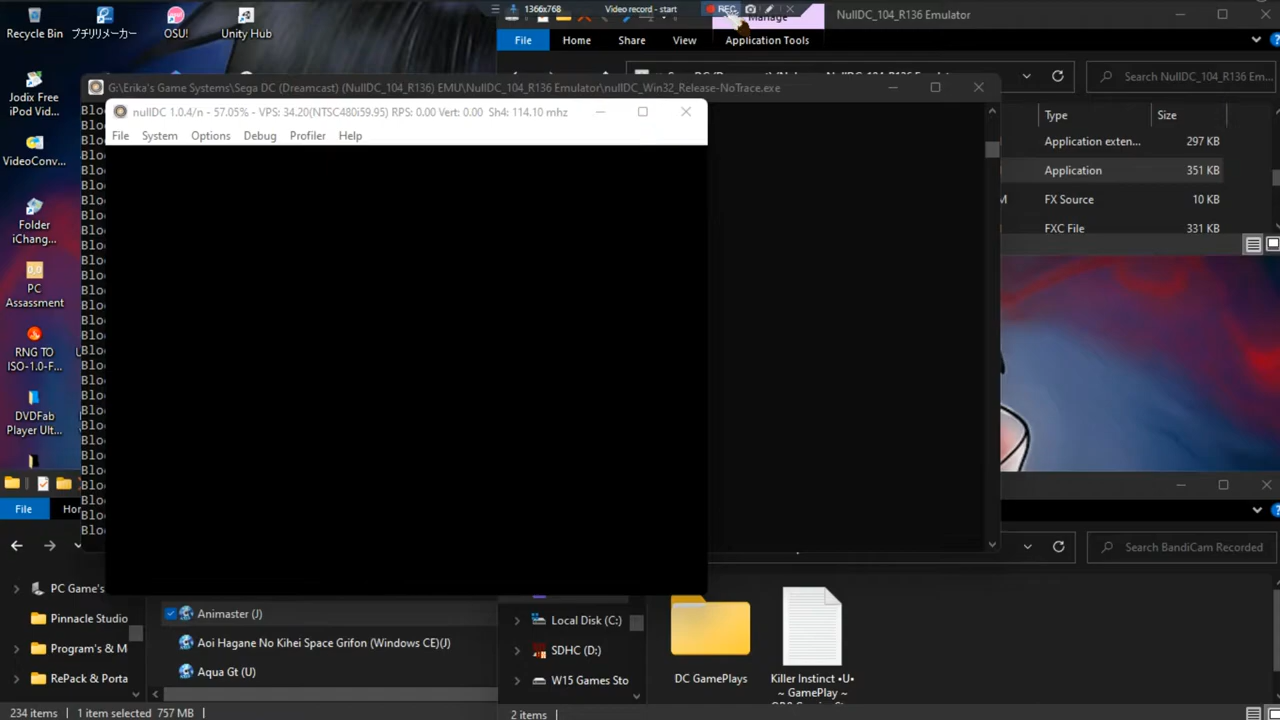 1366x768
Video record - start
REC
Manage
NullDC_104_R136 Emulator
File
Home
Share
View
Application Tools
Search NullDC_104_R136 Em...
Recycle Bin
プチリメーカー
OSU!
Unity Hub
Jodix Free
iPod Vid...
VideoConv...
Folder
iChang...
PC
Assassment
RNG TO
ISO-1.0-F...
DVDFab
Player Ult...
G:\Erika's Game Systems\Sega DC (Dreamcast) (NullDC_104_R136) EMU\NullDC_104_R136 Emulator\nullDC_Win32_Release-NoTrace.exe
nullDC 1.0.4/n - 57.05% - VPS: 34.20(NTSC480i59.95) RPS: 0.00 Vert: 0.00 Sh4: 114.10 mhz
File
System
Options
Debug
Profiler
Help
Type
Size
Application exten...
297 KB
Application
351 KB
FX Source
10 KB
FXC File
331 KB
File
Hor
Search BandiCam Recorded
PC Game's
Pinnacle Studio
Program's & M
RePack & Porta
Animaster (J)
Aoi Hagane No Kihei Space Grifon (Windows CE)(J)
Aqua Gt (U)
234 items
1 item selected 757 MB
Local Disk (C:)
SDHC (D:)
W15 Games Sto
DC GamePlays
Killer Instinct •U•
~ GamePlay ~
2 items